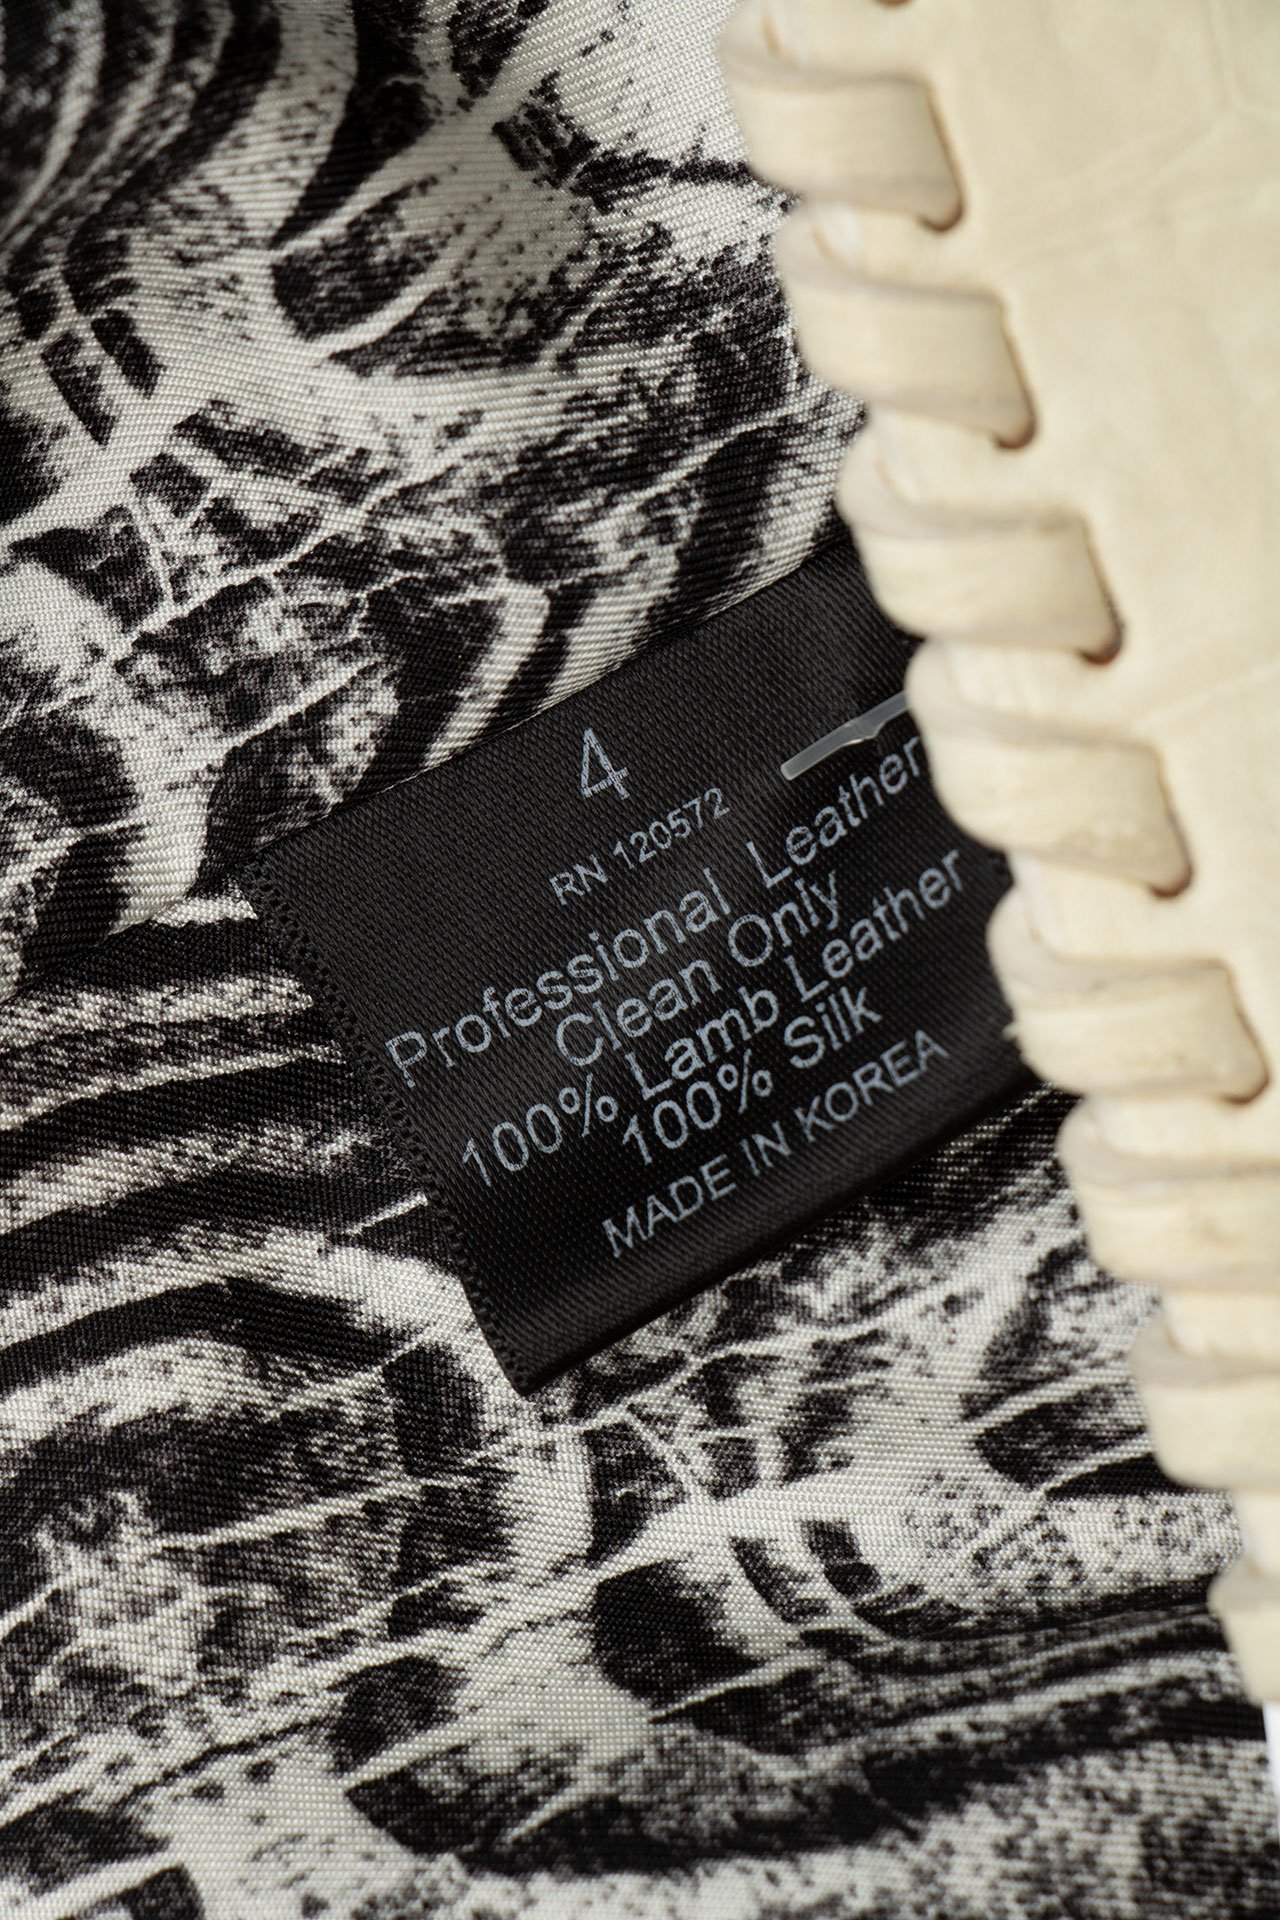 4
RN 120572
Professional Leather
Clean Only
100% Lamb Leather
100% Silk
MADE IN KOREA